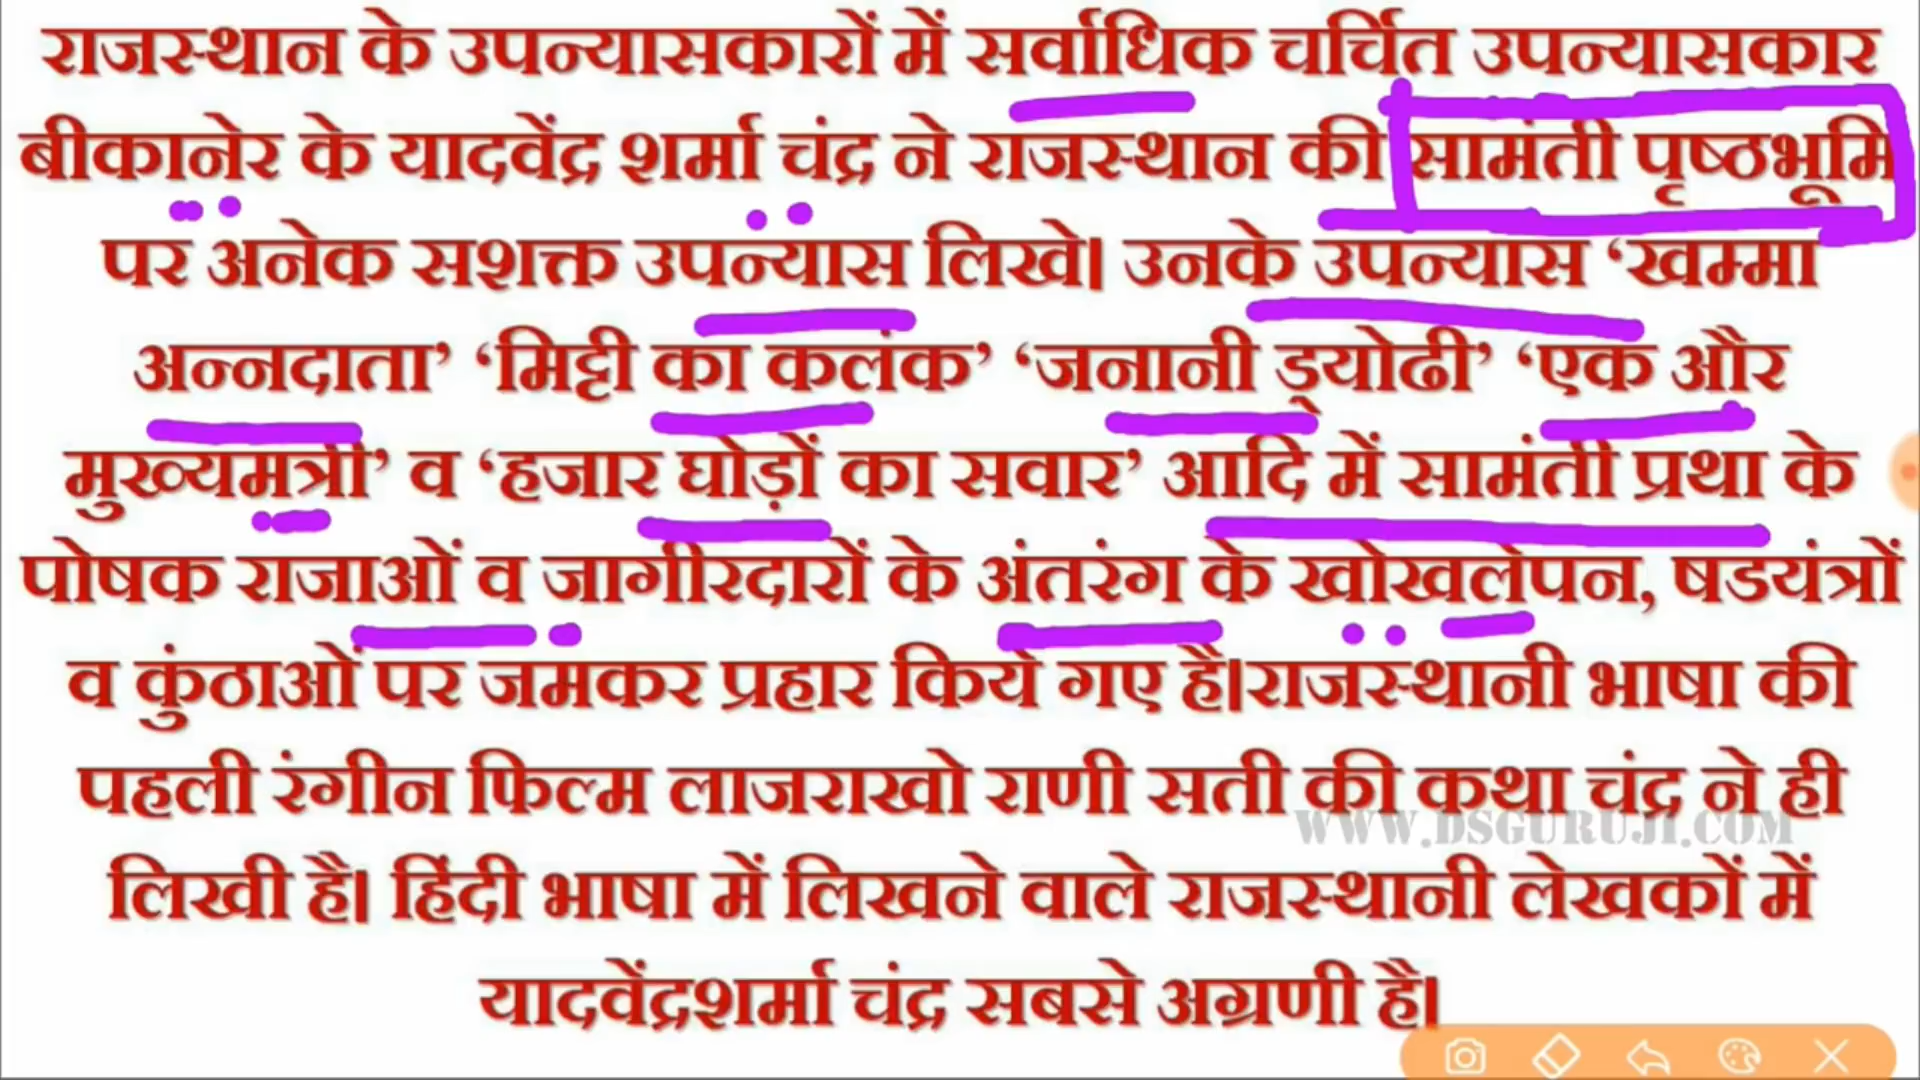 राजस्थान के उपन्यासकारों में सर्वाधिक चर्चित उपन्यासकार
बीकानेर के यादवेंद्र शर्मा चंद्र ने राजस्थान की सामंती पृष्ठभूमि
पर अनेक सशक्त उपन्यास लिखे। उनके उपन्यास ‘खम्मा
अन्नदाता’ ‘मिट्टी का कलंक’ ‘जनानी ड्योढी’ ‘एक और
मुख्यमत्री’ व ‘हजार घोड़ों का सवार’ आदि में सामंती प्रथा के
पोषक राजाओं व जागीरदारों के अंतरंग के खोखलेपन, षडयंत्रों
व कुंठाओं पर जमकर प्रहार किये गए है।राजस्थानी भाषा की
पहली रंगीन फिल्म लाजराखो राणी सती की कथा चंद्र ने ही
WWW.DSGURUJI.COM
लिखी है। हिंदी भाषा में लिखने वाले राजस्थानी लेखकों में
यादवेंद्रशर्मा चंद्र सबसे अग्रणी है।